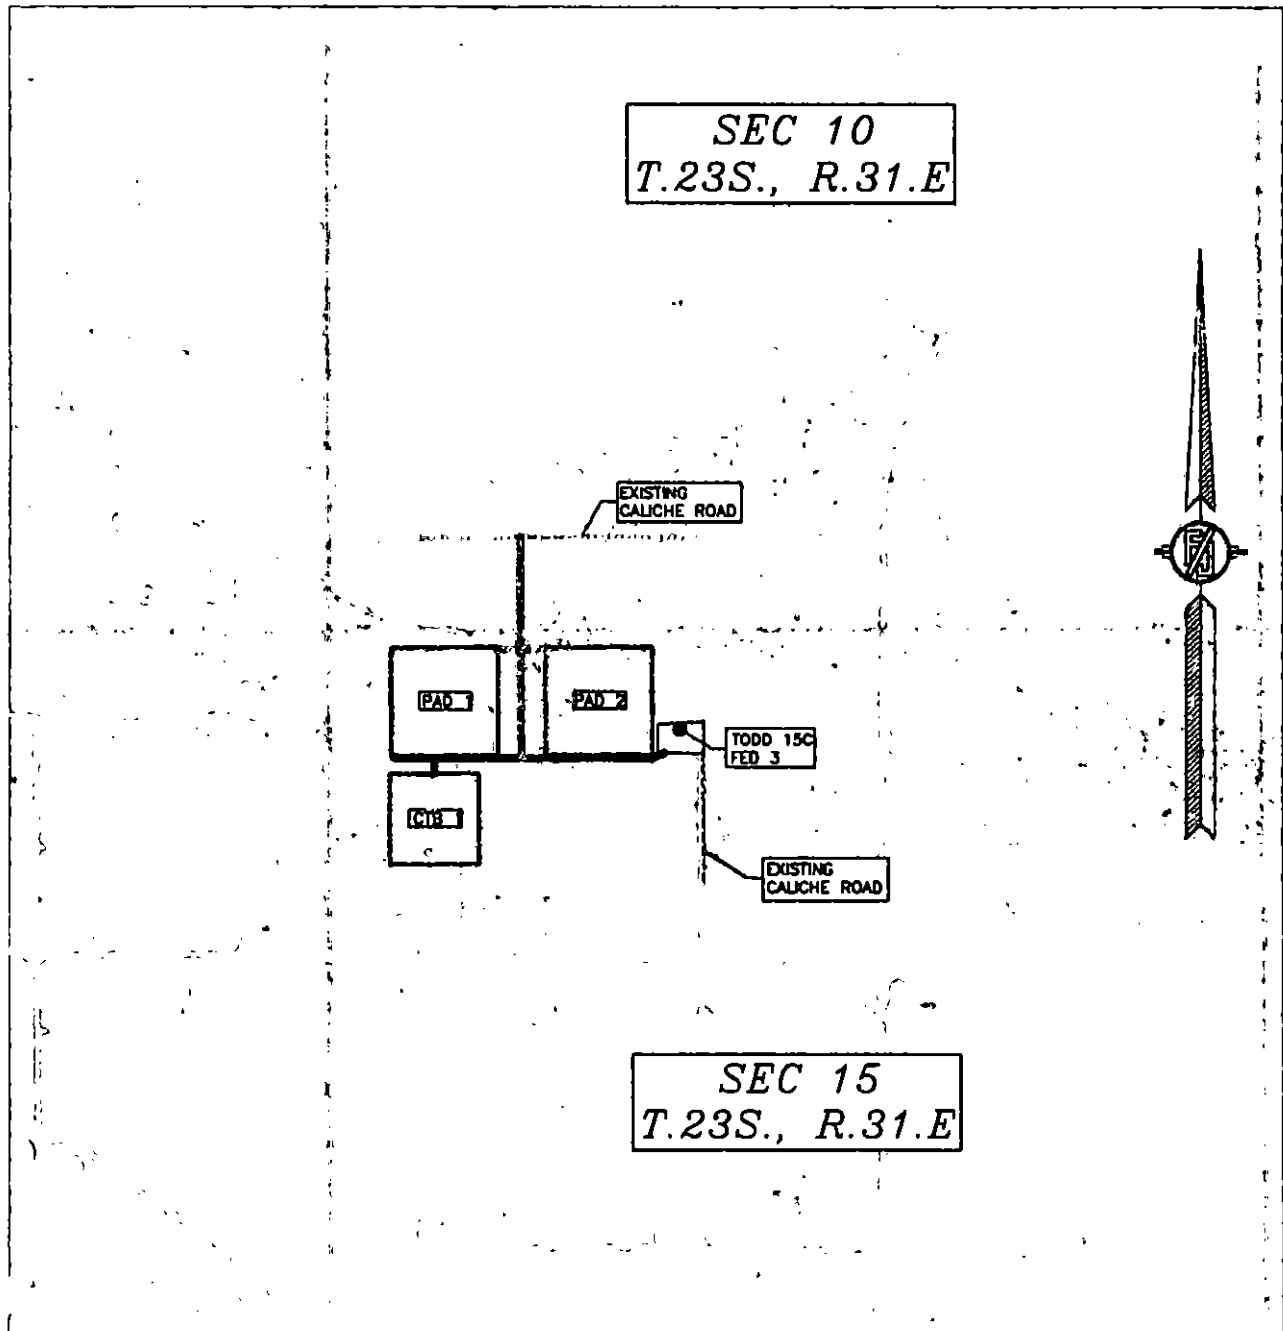 SEC 10
T.23S., R.31.E
EXISTING
CALICHE ROAD
PAD 1
PAD 2
TODD 15C
FED 3
CTB 1
EXISTING
CALICHE ROAD
SEC 15
T.23S., R.31.E